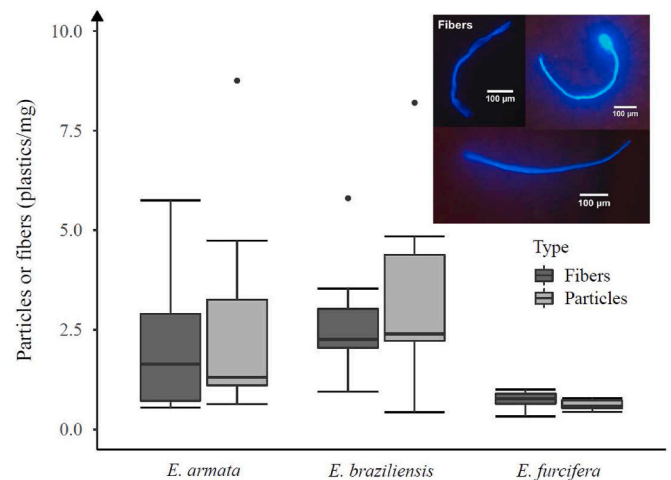 Particles or fibers (plastics/mg)
10.0
7.5
5.0
2.5
0.0
Fibers
100 µm
100 µm
100 µm
Type
Fibers
Particles
E. armata
E. braziliensis
E. furcifera